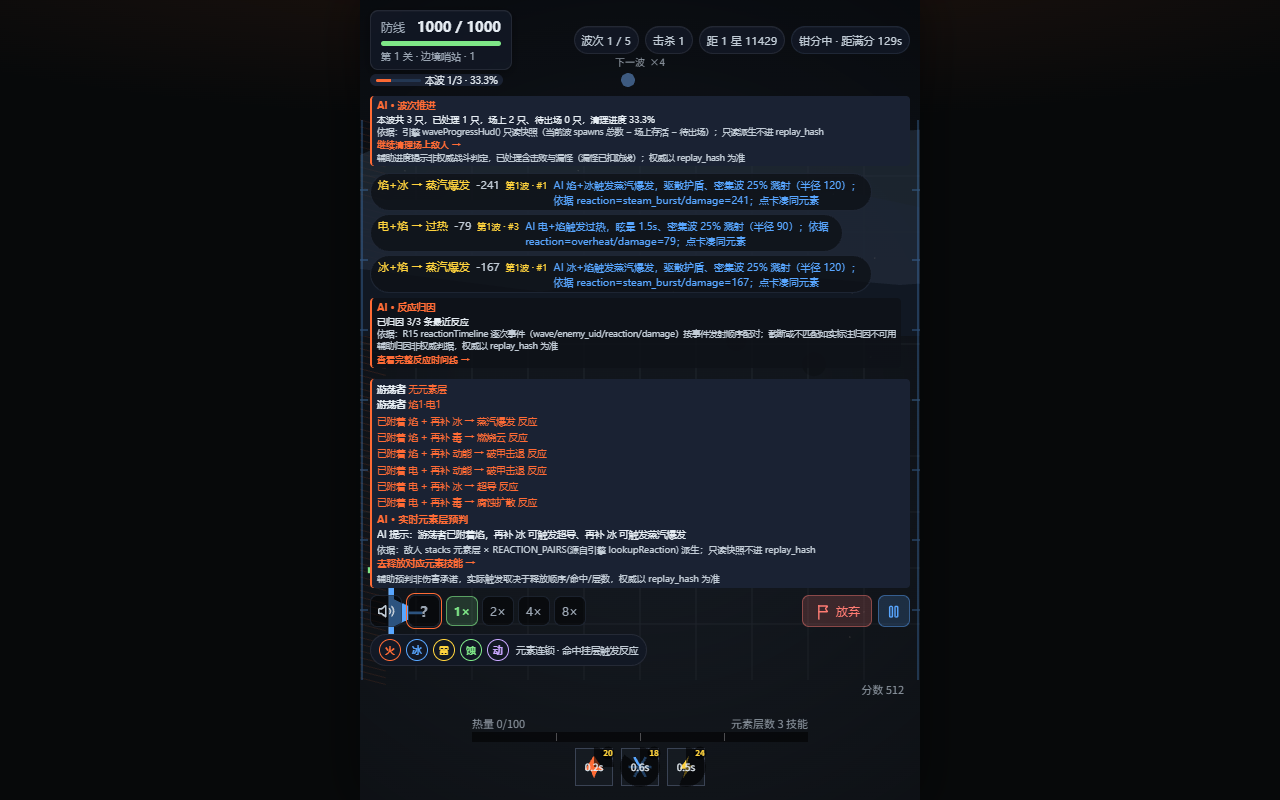 防线 1000 / 1000
第 1 关 · 边境哨站 · 1
波次 1 / 5
击杀 1
距 1 星 11429
钳分中 · 距满分 129s
下一波 ×4
本波 1/3 · 33.3%
AI • 波次推进
本波共 3 只，已处理 1 只，场上 2 只、待出场 0 只，清理进度 33.3%
依据：引擎 waveProgressHud() 只读快照（当前波 spawns 总数 − 场上存活 − 待出场）；只读派生不进 replay_hash
继续清理场上敌人 →
辅助进度提示非权威战斗判定，已处理含击败与漏怪（漏怪已扣防线）；权威以 replay_hash 为准
焰+冰 → 蒸汽爆发 -241 第1波 · #1 AI 焰+冰触发蒸汽爆发，驱散护盾、密集波 25% 溅射（半径 120）；
依据 reaction=steam_burst/damage=241；点卡凑同元素
电+焰 → 过热 -79 第1波 · #3 AI 电+焰触发过热，眩晕 1.5s、密集波 25% 溅射（半径 90）；依据
reaction=overheat/damage=79；点卡凑同元素
冰+焰 → 蒸汽爆发 -167 第1波 · #1 AI 冰+焰触发蒸汽爆发，驱散护盾、密集波 25% 溅射（半径 120）；
依据 reaction=steam_burst/damage=167；点卡凑同元素
AI • 反应归因
已归因 3/3 条最近反应
依据：R15 reactionTimeline 逐次事件（wave/enemy_uid/reaction/damage）按事件发射顺序配对；截断或不匹配如实标注归因不可用
辅助归因非权威判据，权威以 replay_hash 为准
查看完整反应时间线 →
游荡者 无元素层
游荡者 焰1·电1
已附着 焰 + 再补 冰 → 蒸汽爆发 反应
已附着 焰 + 再补 毒 → 燃烧云 反应
已附着 焰 + 再补 动能 → 破甲击退 反应
已附着 电 + 再补 动能 → 破甲击退 反应
已附着 电 + 再补 冰 → 超导 反应
已附着 电 + 再补 毒 → 腐蚀扩散 反应
AI • 实时元素层预判
AI 提示：游荡者已附着焰，再补 冰 可触发超导、再补 冰 可触发蒸汽爆发
依据：敌人 stacks 元素层 × REACTION_PAIRS(源自引擎 lookupReaction) 派生；只读快照不进 replay_hash
去释放对应元素技能 →
辅助预判非伤害承诺，实际触发取决于释放顺序/命中/层数，权威以 replay_hash 为准
? 1× 2× 4× 8× 放弃
火 冰 雷 蚀 动 元素连锁 · 命中挂层触发反应
分数 512
热量 0/100 元素层数 3 技能
20 18 24
0.2s 0.6s 0.5s